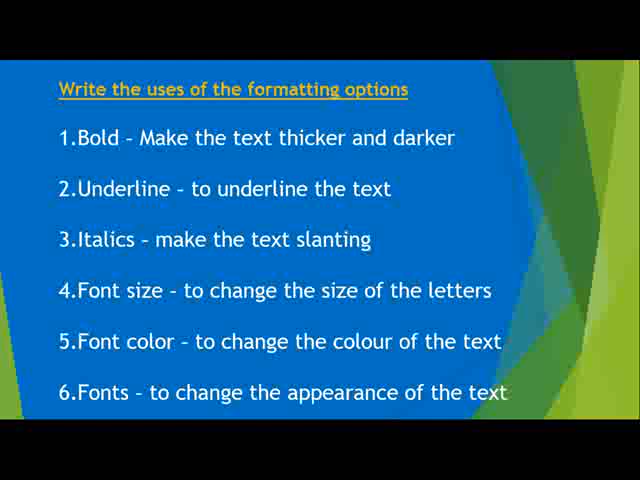 Write the uses of the formatting options
1.Bold – Make the text thicker and darker
2.Underline – to underline the text
3.Italics – make the text slanting
4.Font size – to change the size of the letters
5.Font color – to change the colour of the text
6.Fonts – to change the appearance of the text